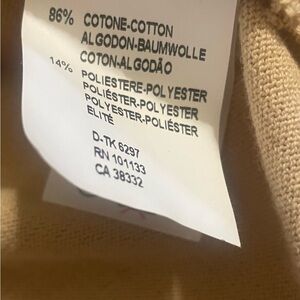 86% COTONE-COTTON
ALGODON-BAUMWOLLE
COTON-ALGODÃO
14% POLIESTERE-POLYESTER
POLIÉSTER-POLYESTER
POLYESTER-POLIÉSTER
ELITÉ
D-TK 6297
RN 101133
CA 38332